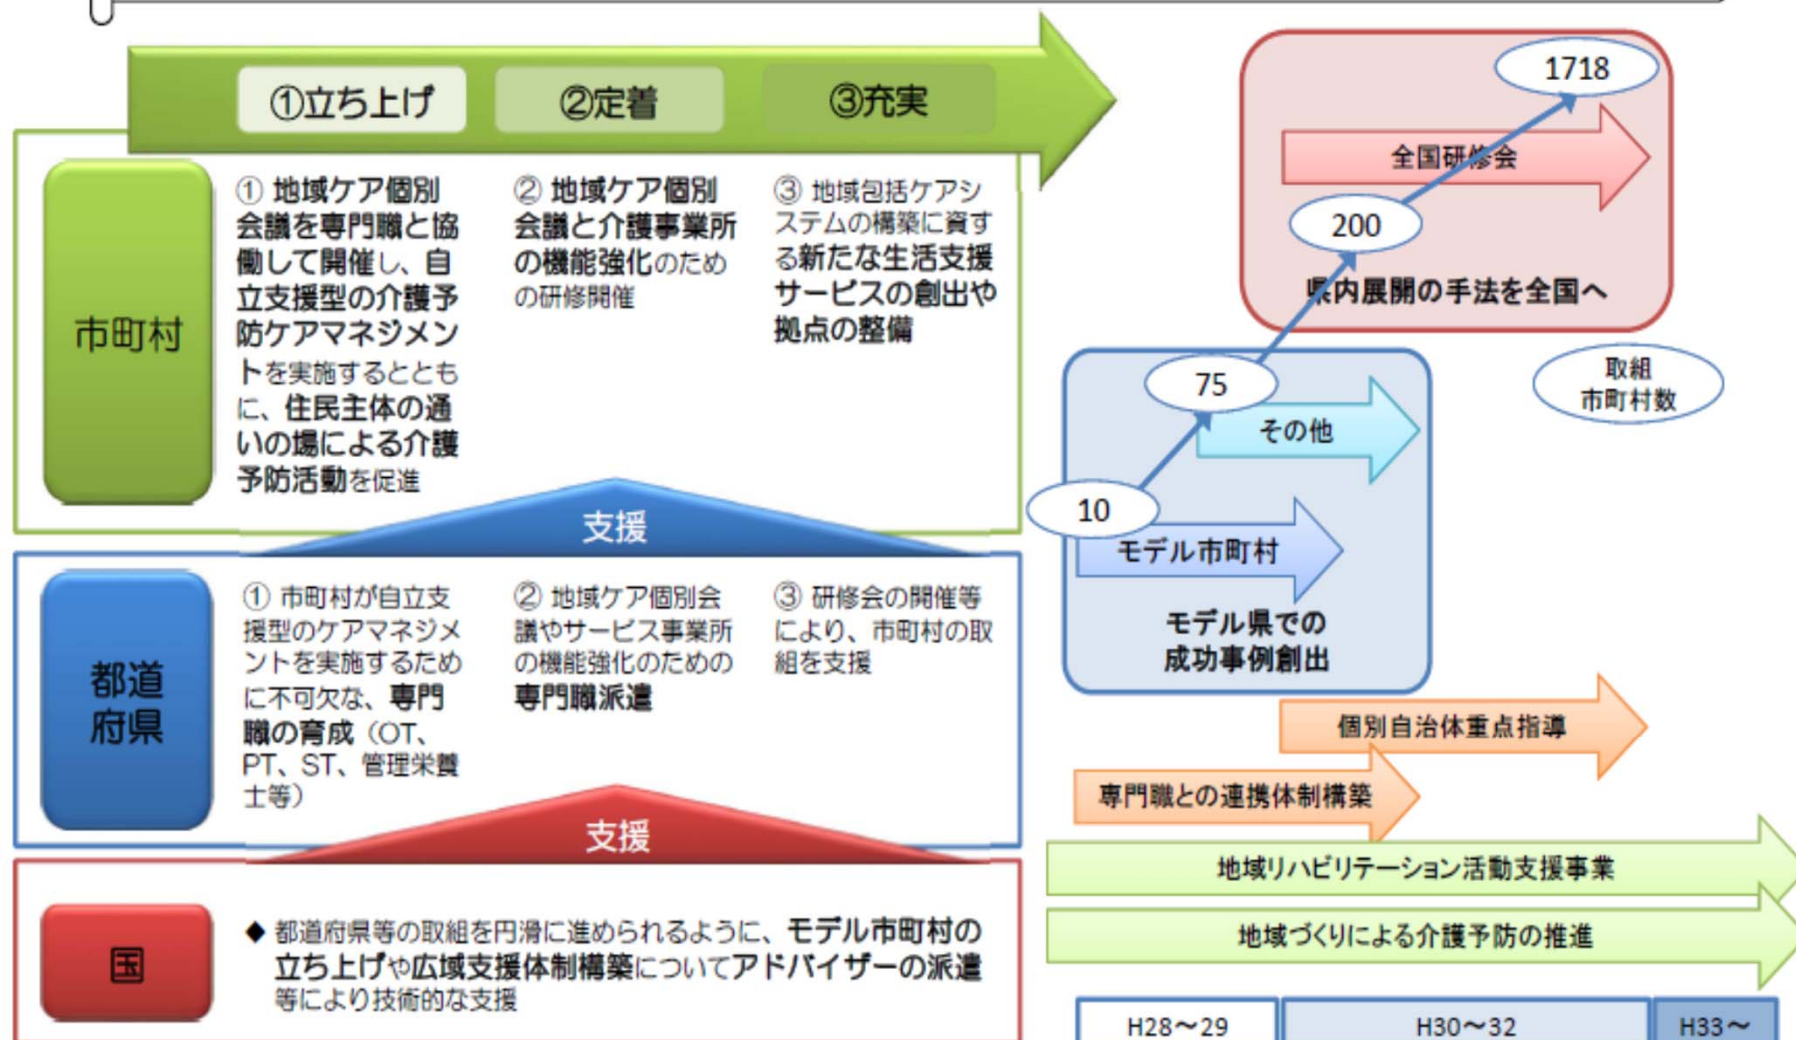 ①立ち上げ
②定着
③充実
市町村
① 地域ケア個別
会議を専門職と協
働して開催し、自
立支援型の介護予
防ケアマネジメン
トを実施するととも
に、住民主体の通
いの場による介護
予防活動を促進
② 地域ケア個別
会議と介護事業所
の機能強化のため
の研修開催
③ 地域包括ケアシ
ステムの構築に資す
る新たな生活支援
サービスの創出や
拠点の整備
支援
都道
府県
① 市町村が自立支
援型のケアマネジメ
ントを実施するため
に不可欠な、専門
職の育成（OT、
PT、ST、管理栄養
士等）
② 地域ケア個別会
議やサービス事業所
の機能強化のための
専門職派遣
③ 研修会の開催等
により、市町村の取
組を支援
支援
国
◆ 都道府県等の取組を円滑に進められるように、モデル市町村の
立ち上げや広域支援体制構築についてアドバイザーの派遣
等により技術的な支援
1718
全国研修会
200
県内展開の手法を全国へ
75
取組
市町村数
その他
10
モデル市町村
モデル県での
成功事例創出
個別自治体重点指導
専門職との連携体制構築
地域リハビリテーション活動支援事業
地域づくりによる介護予防の推進
H28～29
H30～32
H33～